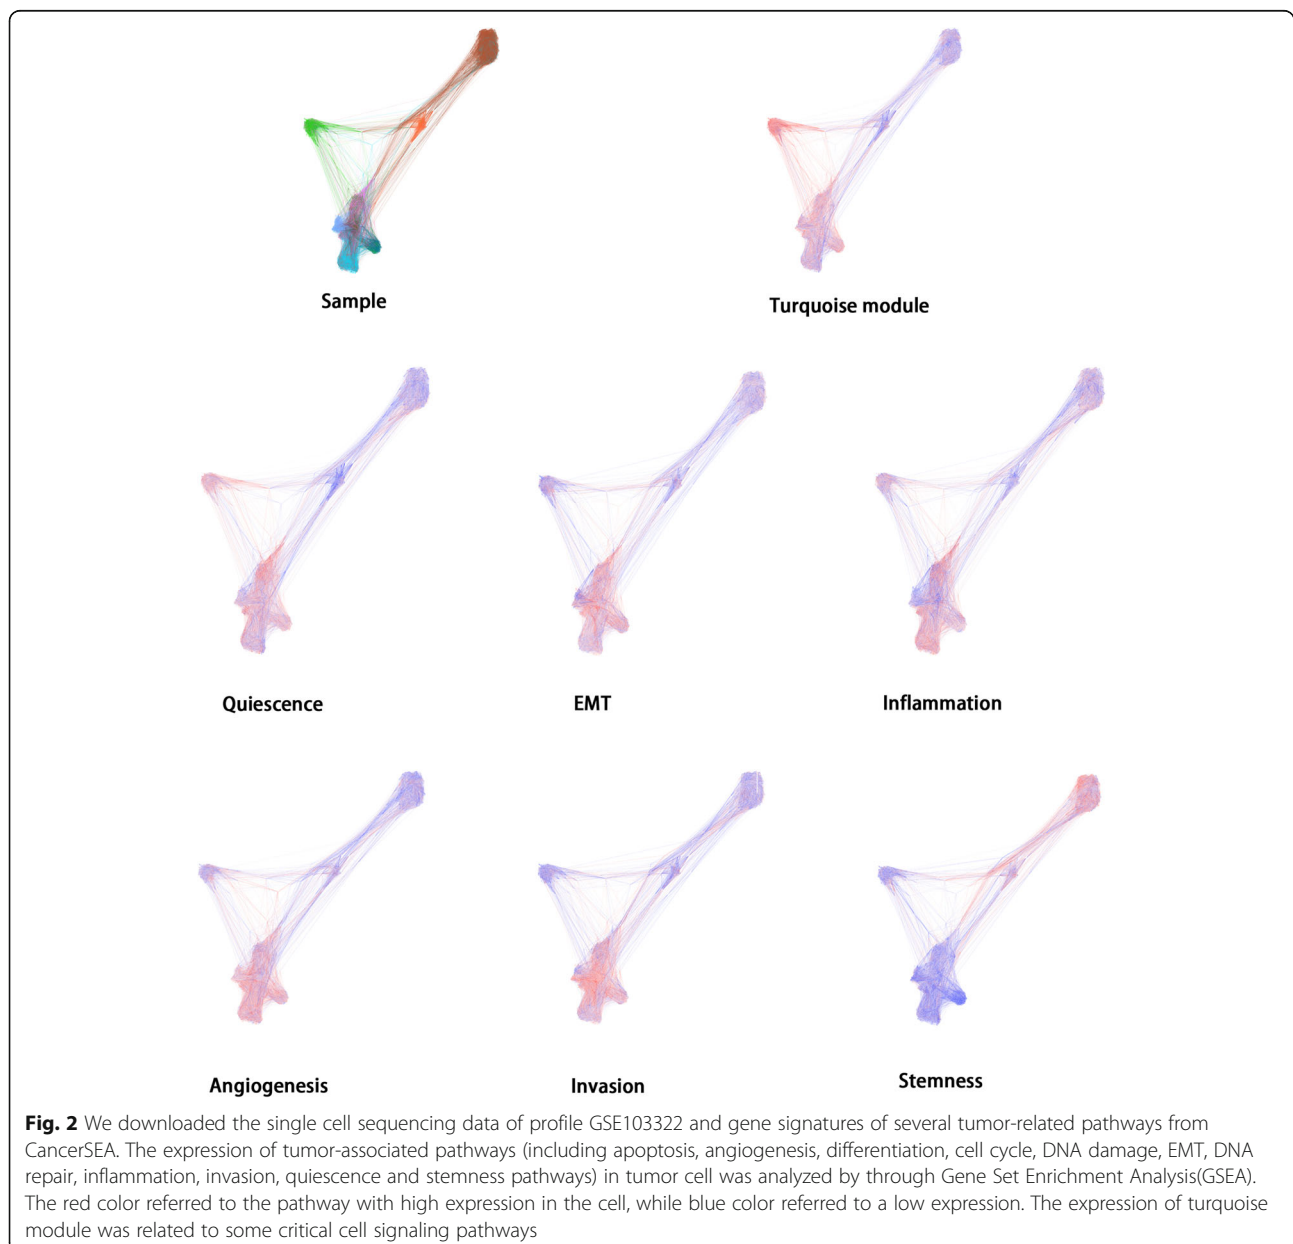 Sample
Turquoise module
Quiescence
EMT
Inflammation
Angiogenesis
Invasion
Stemness
Fig. 2 We downloaded the single cell sequencing data of profile GSE103322 and gene signatures of several tumor-related pathways from
CancerSEA. The expression of tumor-associated pathways (including apoptosis, angiogenesis, differentiation, cell cycle, DNA damage, EMT, DNA
repair, inflammation, invasion, quiescence and stemness pathways) in tumor cell was analyzed by through Gene Set Enrichment Analysis(GSEA).
The red color referred to the pathway with high expression in the cell, while blue color referred to a low expression. The expression of turquoise
module was related to some critical cell signaling pathways